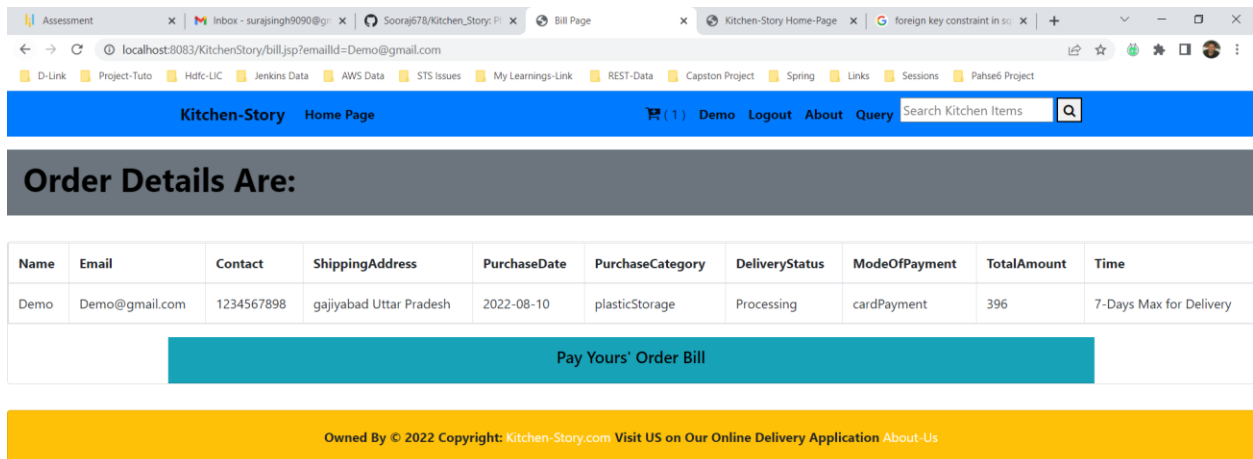 Assessment
Inbox - surajsingh9090@gm
Sooraj678/Kitchen_Story: P
Bill Page
Kitchen-Story Home-Page
foreign key constraint in sq
localhost:8083/KitchenStory/bill.jsp?emailId=Demo@gmail.com
D-Link Project-Tuto Hdfc-LIC Jenkins Data AWS Data STS Issues My Learnings-Link REST-Data Capston Project Spring Links Sessions Pahse6 Project
Kitchen-Story Home Page ( 1 ) Demo Logout About Query Search Kitchen Items
Order Details Are:
Name Email Contact ShippingAddress PurchaseDate PurchaseCategory DeliveryStatus ModeOfPayment TotalAmount Time
Demo Demo@gmail.com 1234567898 gajiyabad Uttar Pradesh 2022-08-10 plasticStorage Processing cardPayment 396 7-Days Max for Delivery
Pay Yours' Order Bill
Owned By © 2022 Copyright: Kitchen-Story.com Visit US on Our Online Delivery Application About-Us